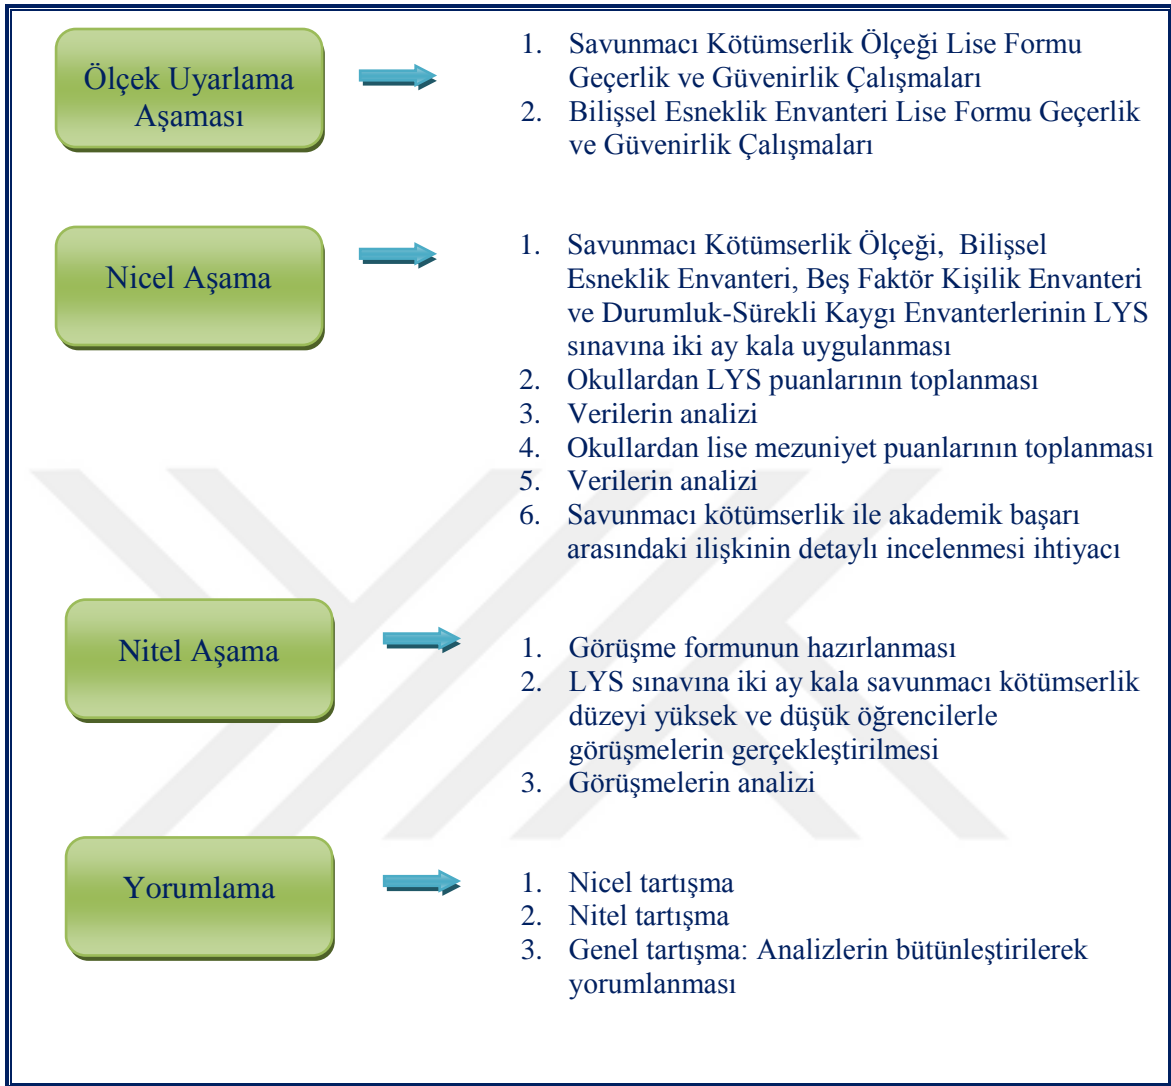 Ölçek Uyarlama
Aşaması
1. Savunmacı Kötümserlik Ölçeği Lise Formu
Geçerlik ve Güvenirlik Çalışmaları
2. Bilişsel Esneklik Envanteri Lise Formu Geçerlik
ve Güvenirlik Çalışmaları
Nicel Aşama
1. Savunmacı Kötümserlik Ölçeği, Bilişsel
Esneklik Envanteri, Beş Faktör Kişilik Envanteri
ve Durumluk-Sürekli Kaygı Envanterlerinin LYS
sınavına iki ay kala uygulanması
2. Okullardan LYS puanlarının toplanması
3. Verilerin analizi
4. Okullardan lise mezuniyet puanlarının toplanması
5. Verilerin analizi
6. Savunmacı kötümserlik ile akademik başarı
arasındaki ilişkinin detaylı incelenmesi ihtiyacı
Nitel Aşama
1. Görüşme formunun hazırlanması
2. LYS sınavına iki ay kala savunmacı kötümserlik
düzeyi yüksek ve düşük öğrencilerle
görüşmelerin gerçekleştirilmesi
3. Görüşmelerin analizi
Yorumlama
1. Nicel tartışma
2. Nitel tartışma
3. Genel tartışma: Analizlerin bütünleştirilerek
yorumlanması